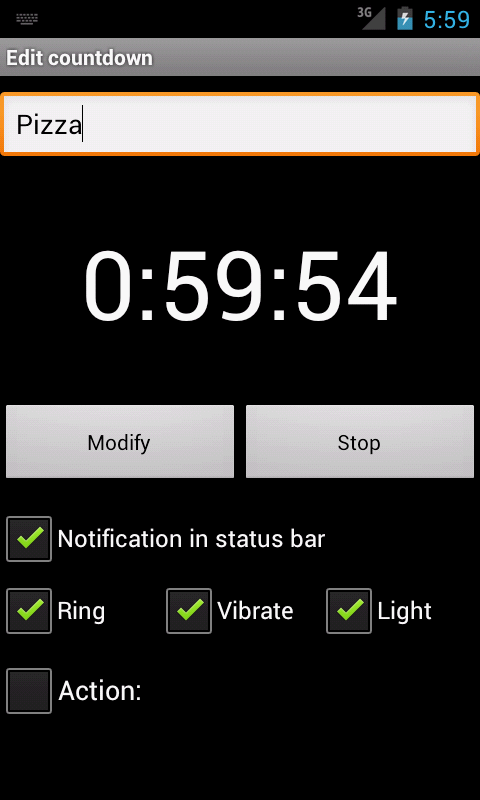 3G 5:59
Edit countdown
Pizza
0:59:54
Modify Stop
Notification in status bar
Ring Vibrate Light
Action: